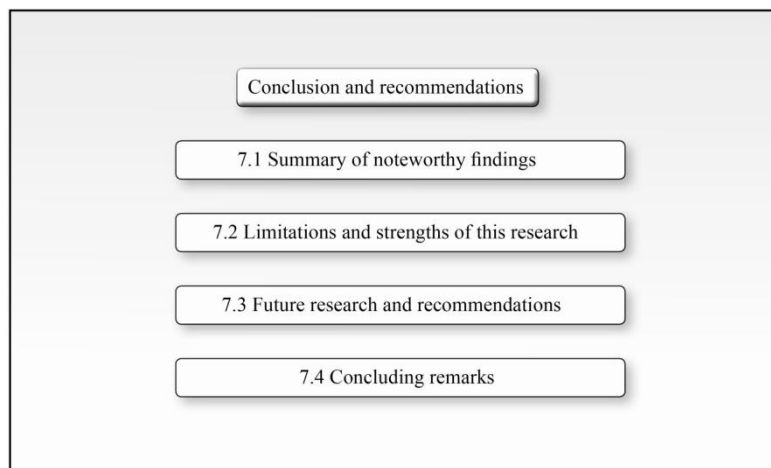 Conclusion and recommendations
7.1 Summary of noteworthy findings
7.2 Limitations and strengths of this research
7.3 Future research and recommendations
7.4 Concluding remarks